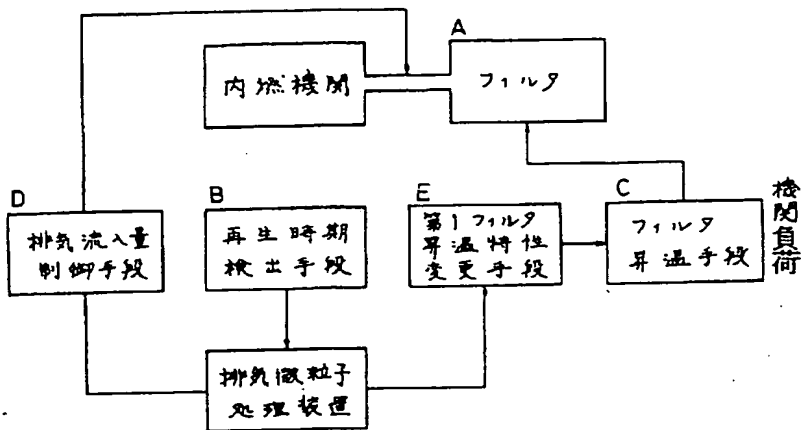 A
内燃機関
フィルタ
D
排気流入量
制御手段
B
再生時期
検出手段
E
第1フィルタ
昇温特性
変更手段
C
フィルタ
昇温手段
機関負荷
排気微粒子
処理装置